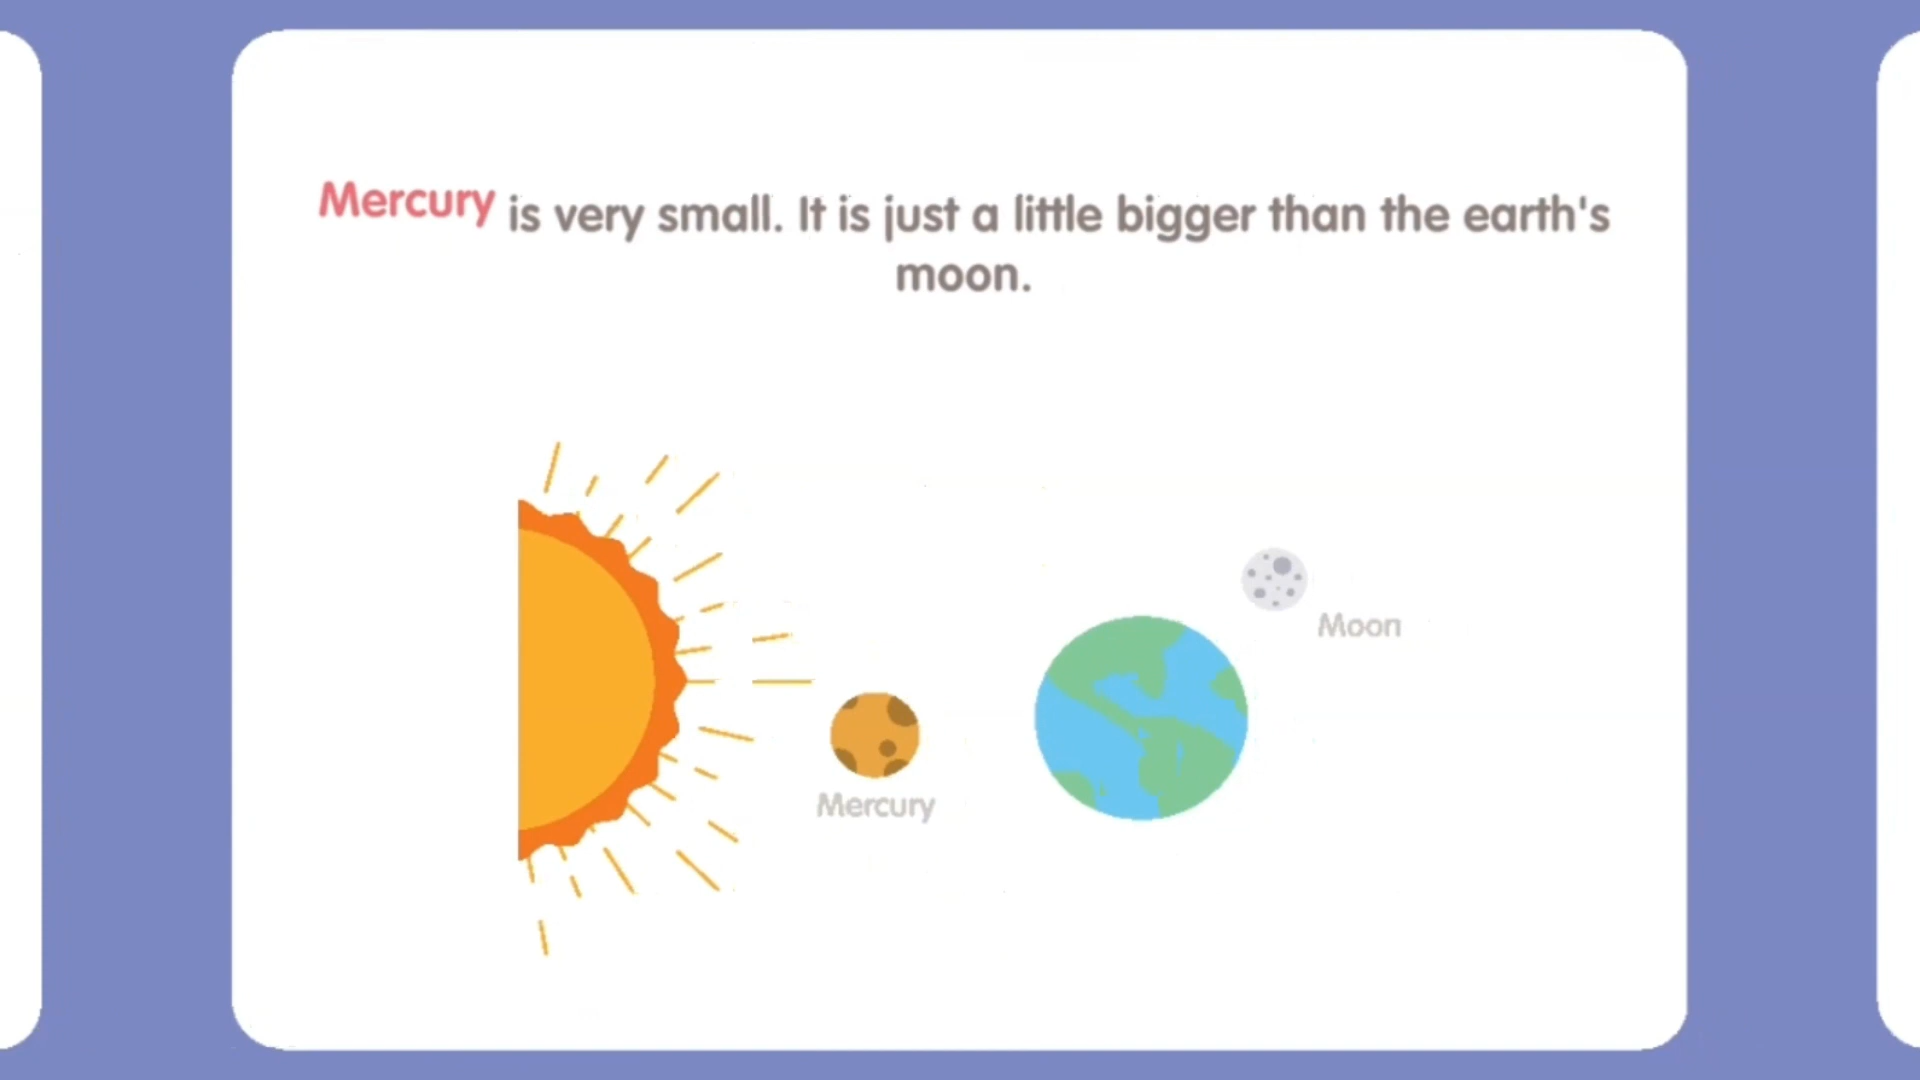 Mercury is very small. It is just a little bigger than the earth's
moon.
Moon
Mercury